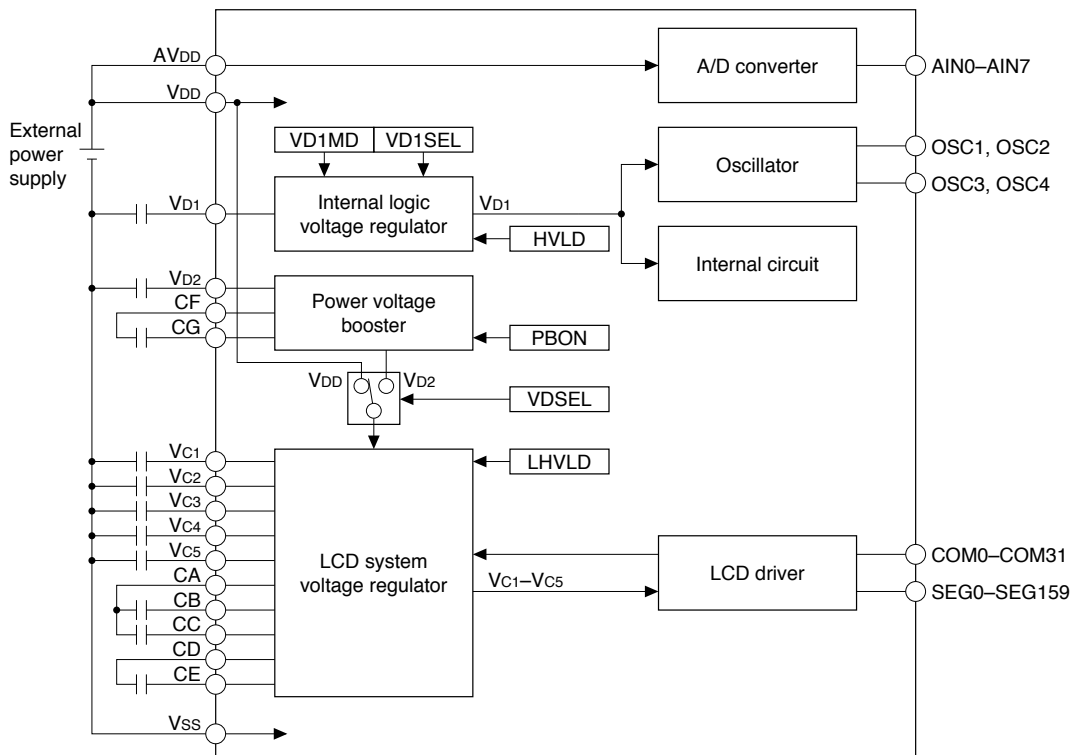 AVDD
A/D converter
AIN0–AIN7
VDD
External
power
supply
VD1MD
VD1SEL
Oscillator
OSC1, OSC2
OSC3, OSC4
VD1
Internal logic
voltage regulator
VD1
HVLD
Internal circuit
VD2
CF
CG
Power voltage
booster
PBON
VDD
VD2
VDSEL
VC1
VC2
VC3
VC4
VC5
CA
CB
CC
CD
CE
LHVLD
LCD system
voltage regulator
VC1–VC5
LCD driver
COM0–COM31
SEG0–SEG159
VSS